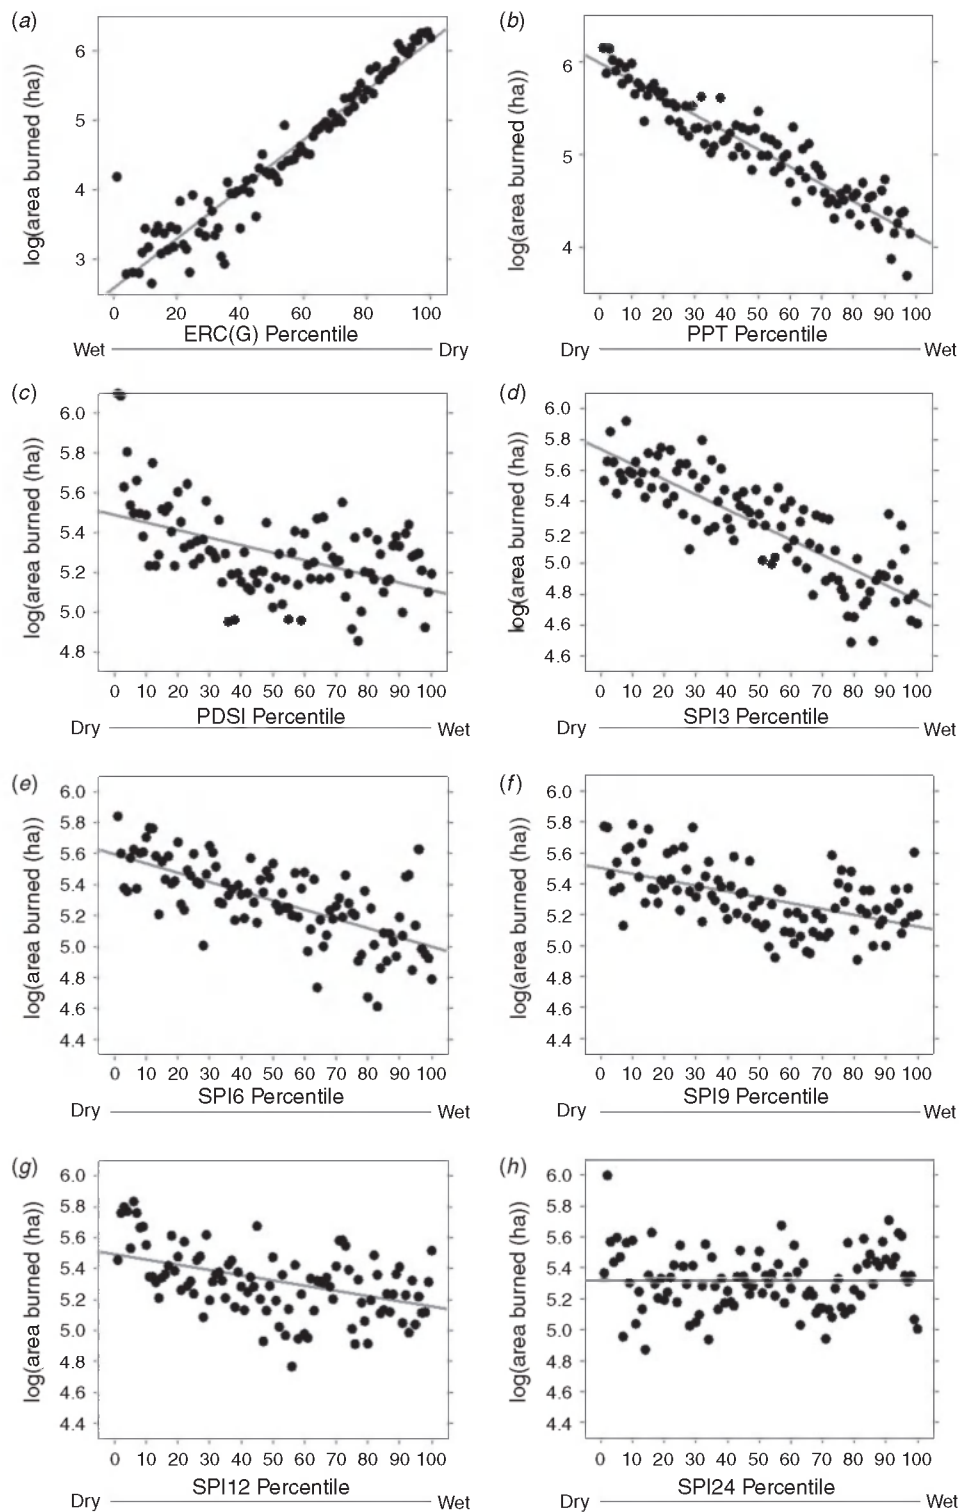 (a)
log(area burned (ha))
6
5
4
3
0 20 40 60 80 100
ERC(G) Percentile
Wet Dry
(b)
log(area burned (ha))
6
5
4
0 10 20 30 40 50 60 70 80 90 100
PPT Percentile
Dry Wet
(c)
log(area burned (ha))
6.0
5.8
5.6
5.4
5.2
5.0
4.8
0 10 20 30 40 50 60 70 80 90 100
PDSI Percentile
Dry Wet
(d)
log(area burned (ha))
6.0
5.8
5.6
5.4
5.2
5.0
4.8
4.6
0 10 20 30 40 50 60 70 80 90 100
SPI3 Percentile
Dry Wet
(e)
log(area burned (ha))
6.0
5.8
5.6
5.4
5.2
5.0
4.8
4.6
4.4
0 10 20 30 40 50 60 70 80 90 100
SPI6 Percentile
Dry Wet
(f)
log(area burned (ha))
6.0
5.8
5.6
5.4
5.2
5.0
4.8
4.6
4.4
0 10 20 30 40 50 60 70 80 90 100
SPI9 Percentile
Dry Wet
(g)
log(area burned (ha))
6.0
5.8
5.6
5.4
5.2
5.0
4.8
4.6
4.4
0 10 20 30 40 50 60 70 80 90 100
SPI12 Percentile
Dry Wet
(h)
log(area burned (ha))
6.0
5.8
5.6
5.4
5.2
5.0
4.8
4.6
4.4
0 10 20 30 40 50 60 70 80 90 100
SPI24 Percentile
Dry Wet